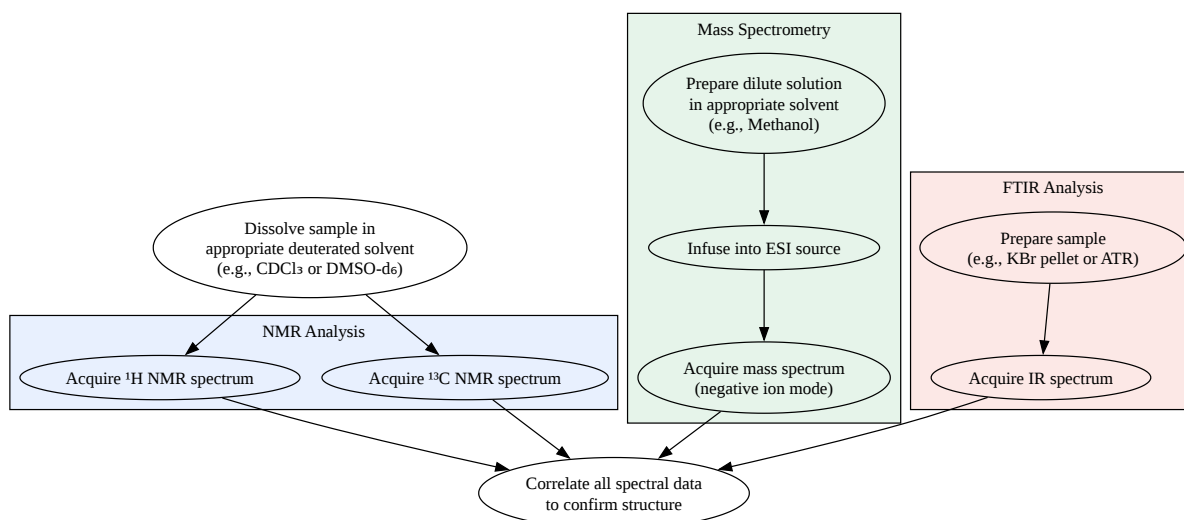 Mass Spectrometry
Prepare dilute solution
in appropriate solvent
(e.g., Methanol)
Infuse into ESI source
Acquire mass spectrum
(negative ion mode)
FTIR Analysis
Prepare sample
(e.g., KBr pellet or ATR)
Acquire IR spectrum
Dissolve sample in
appropriate deuterated solvent
(e.g., CDCl₃ or DMSO-d₆)
NMR Analysis
Acquire ¹H NMR spectrum
Acquire ¹³C NMR spectrum
Correlate all spectral data
to confirm structure